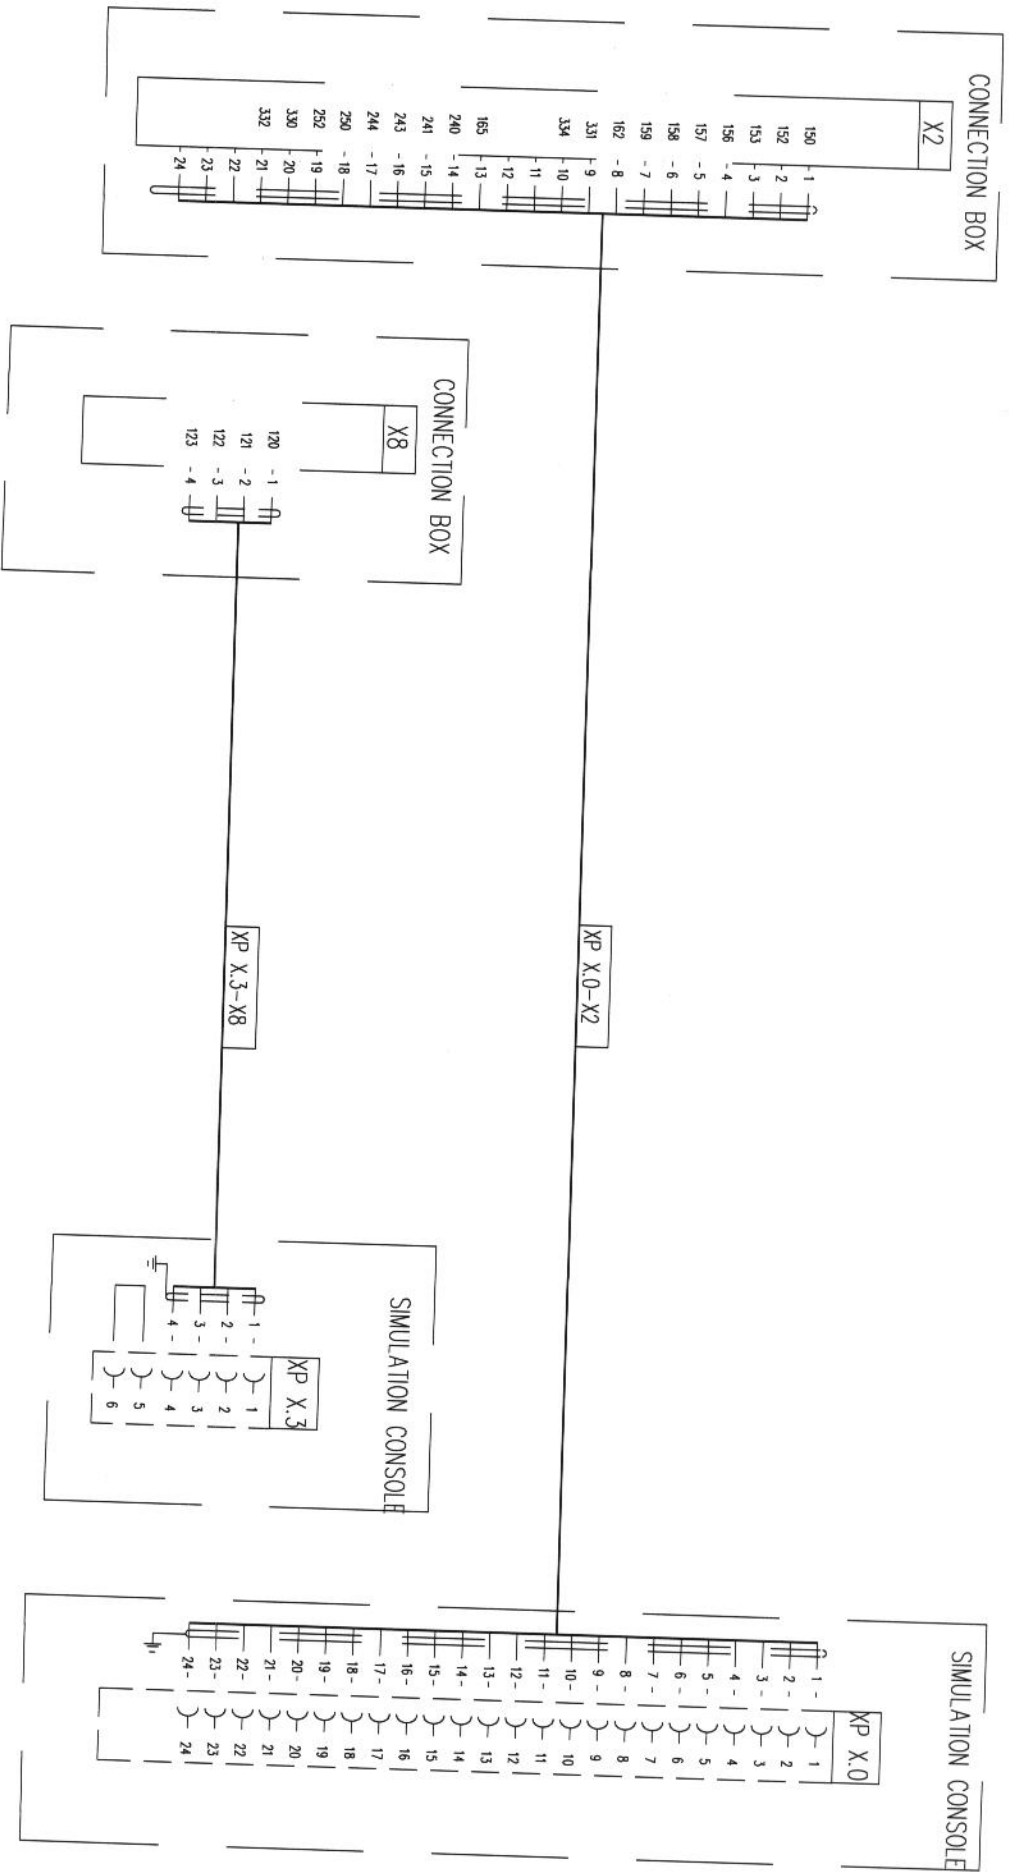 CONNECTION BOX
X2
150 - 1
152 - 2
153 - 3
156 - 4
157 - 5
158 - 6
159 - 7
162 - 8
331 - 9
334 - 10
- 11
- 12
165 - 13
240 - 14
241 - 15
243 - 16
244 - 17
250 - 18
252 - 19
330 - 20
332 - 21
- 22
- 23
- 24
XP X.0-X2
SIMULATION CONSOLE
XP X.0
1 - 1
2 - 2
3 - 3
4 - 4
5 - 5
6 - 6
7 - 7
8 - 8
9 - 9
10 - 10
11 - 11
12 - 12
13 - 13
14 - 14
15 - 15
16 - 16
17 - 17
18 - 18
19 - 19
20 - 20
21 - 21
22 - 22
23 - 23
24 - 24
CONNECTION BOX
X8
120 - 1
121 - 2
122 - 3
123 - 4
XP X.3-X8
SIMULATION CONSOLE
XP X.3
1 - 1
2 - 2
3 - 3
4 - 4
5
6